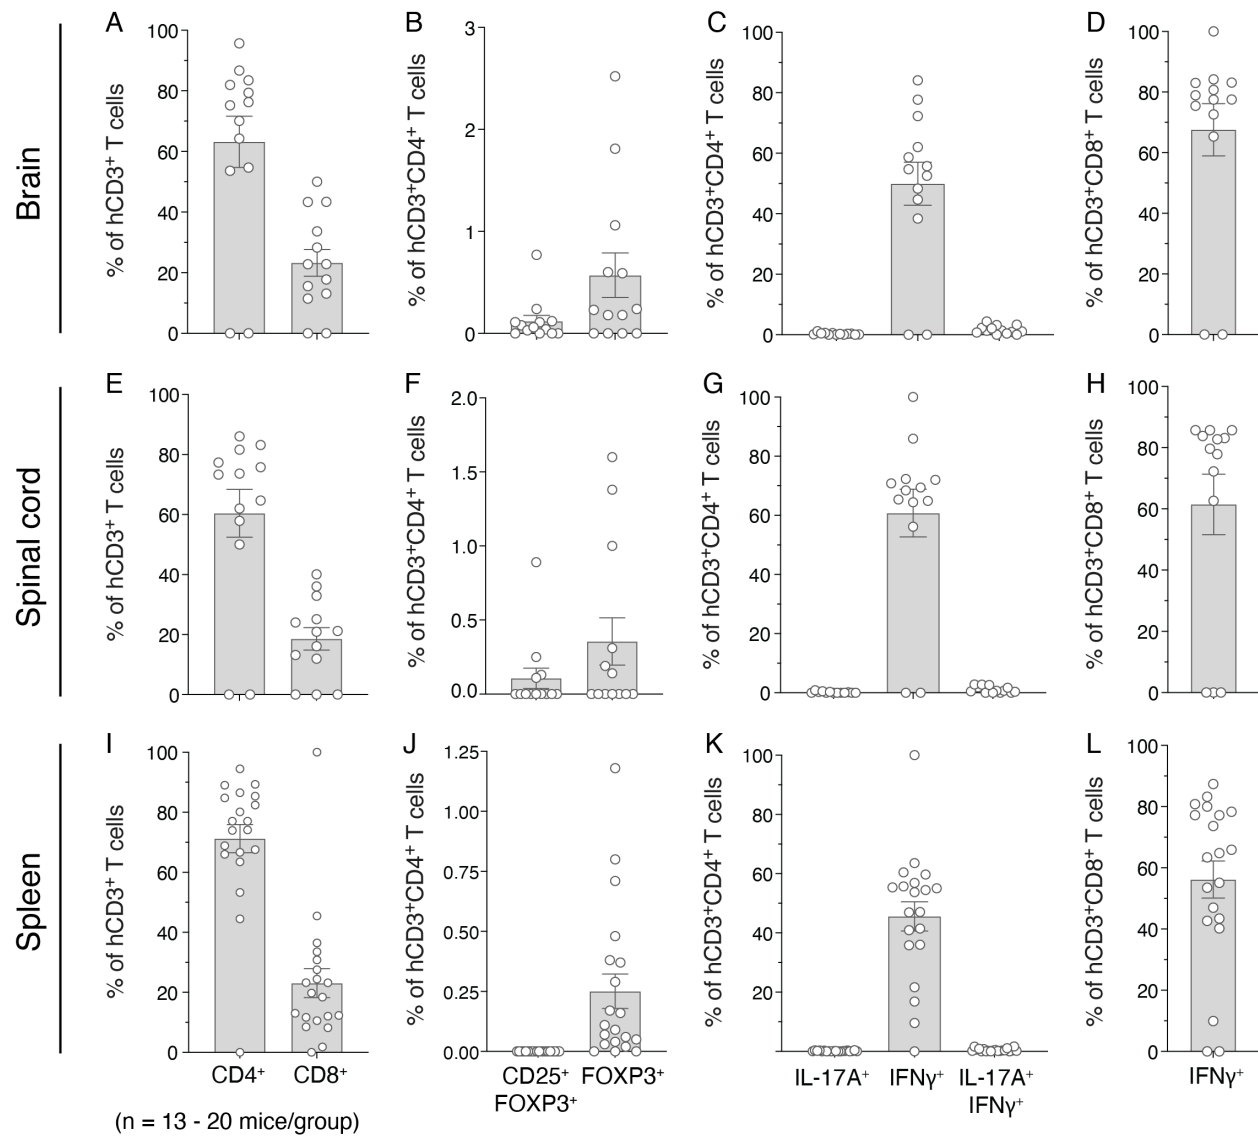 Brain
A
% of hCD3⁺ T cells
100
80
60
40
20
0
B
% of hCD3⁺CD4⁺ T cells
3
2
1
0
C
% of hCD3⁺CD4⁺ T cells
100
80
60
40
20
0
D
% of hCD3⁺CD8⁺ T cells
100
80
60
40
20
0
Spinal cord
E
% of hCD3⁺ T cells
100
80
60
40
20
0
F
% of hCD3⁺CD4⁺ T cells
2.0
1.5
1.0
0.5
0.0
G
% of hCD3⁺CD4⁺ T cells
100
80
60
40
20
0
H
% of hCD3⁺CD8⁺ T cells
100
80
60
40
20
0
Spleen
I
% of hCD3⁺ T cells
100
80
60
40
20
0
CD4⁺ CD8⁺
J
% of hCD3⁺CD4⁺ T cells
1.25
1.00
0.75
0.50
0.25
0.00
CD25⁺ FOXP3⁺
FOXP3⁺
K
% of hCD3⁺CD4⁺ T cells
100
80
60
40
20
IL-17A⁺ IFNγ⁺ IL-17A⁺
IFNγ⁺
L
% of hCD3⁺CD8⁺ T cells
100
80
60
40
20
0
IFNγ⁺
(n = 13 - 20 mice/group)